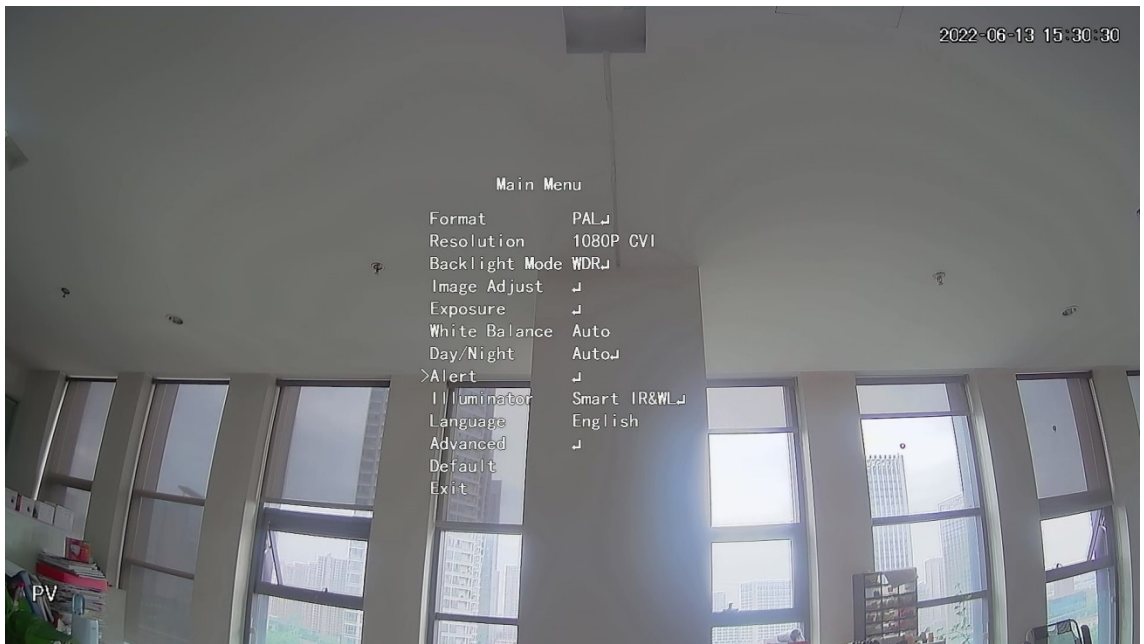 2022-06-13 15:30:30
Main Menu
Format PAL↵
Resolution 1080P CVI
Backlight Mode WDR↵
Image Adjust ↵
Exposure ↵
White Balance Auto
Day/Night Auto↵
>Alert ↵
Illuminator Smart IR&WL↵
Language English
Advanced ↵
Default
Exit
PV